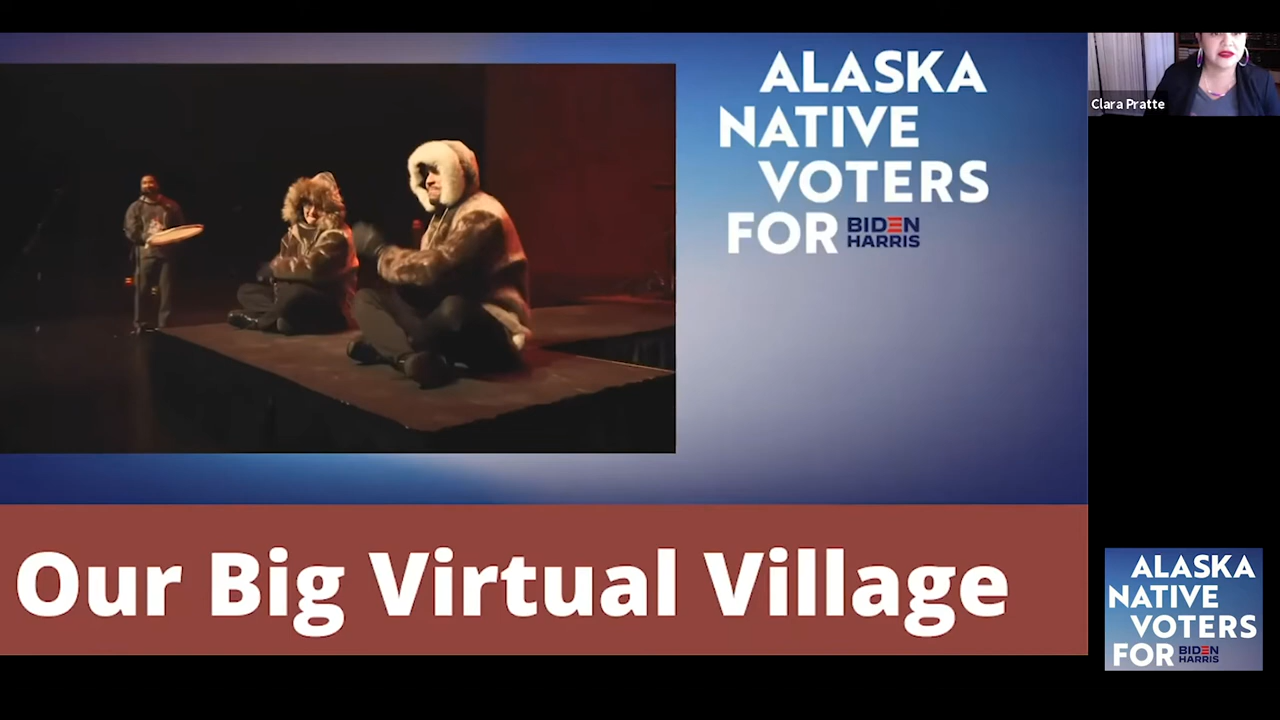 ALASKA
NATIVE
VOTERS
FOR BIDEN
HARRIS
Clara Pratte
Our Big Virtual Village
ALASKA
NATIVE
VOTERS
FOR BIDEN
HARRIS